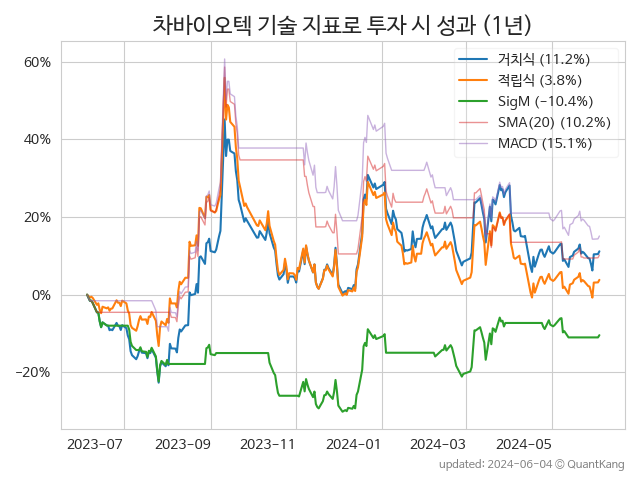 차바이오텍 기술 지표로 투자 시 성과 (1년)
거치식 (11.2%)
적립식 (3.8%)
SigM (−10.4%)
SMA(20) (10.2%)
MACD (15.1%)
60%
40%
20%
0%
−20%
2023-07
2023-09
2023-11
2024-01
2024-03
2024-05
updated: 2024-06-04 © QuantKang